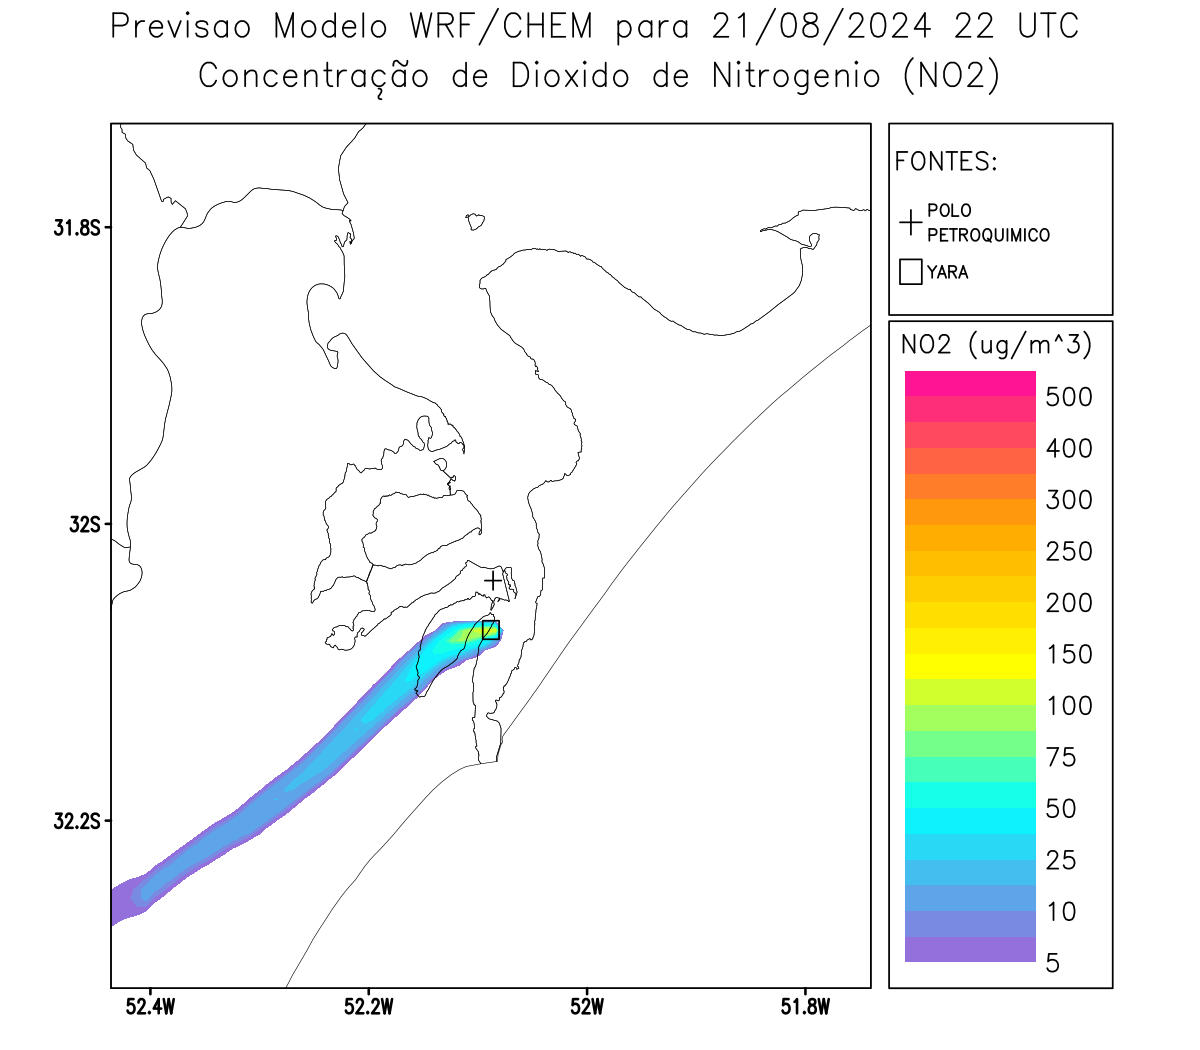 Previsao Modelo WRF/CHEM para 21/08/2024 22 UTC
Concentração de Dioxido de Nitrogenio (NO2)
FONTES:
POLO
PETROQUIMICO
YARA
NO2 (ug/m^3)
500
400
300
250
200
150
100
75
50
25
10
5
31.8S
32S
32.2S
52.4W
52.2W
52W
51.8W